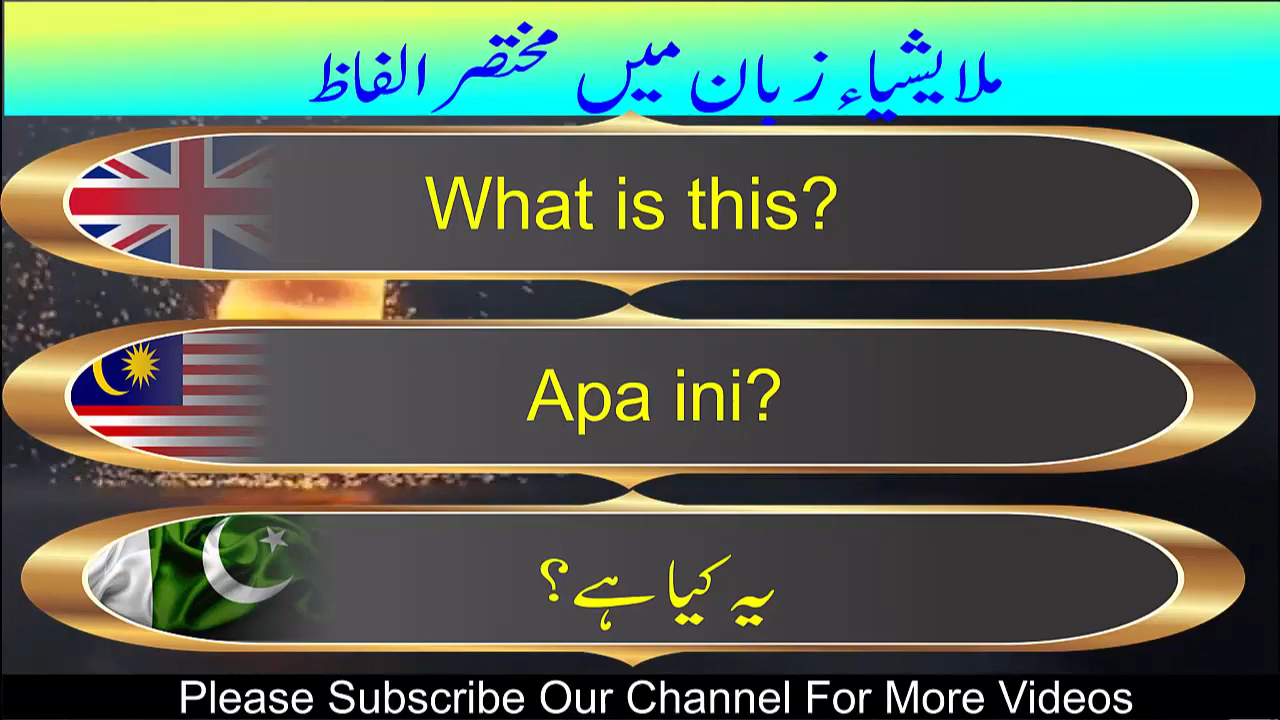 ملایشیاء زبان میں مختصر الفاظ
What is this?
Apa ini?
یہ کیا ہے؟
Please Subscribe Our Channel For More Videos